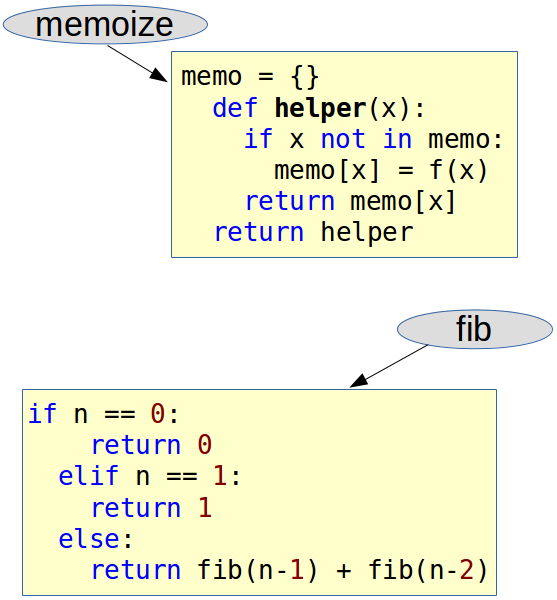 memoize
memo = {}
  def helper(x):
    if x not in memo:
      memo[x] = f(x)
    return memo[x]
  return helper
fib
if n == 0:
    return 0
  elif n == 1:
    return 1
  else:
    return fib(n-1) + fib(n-2)